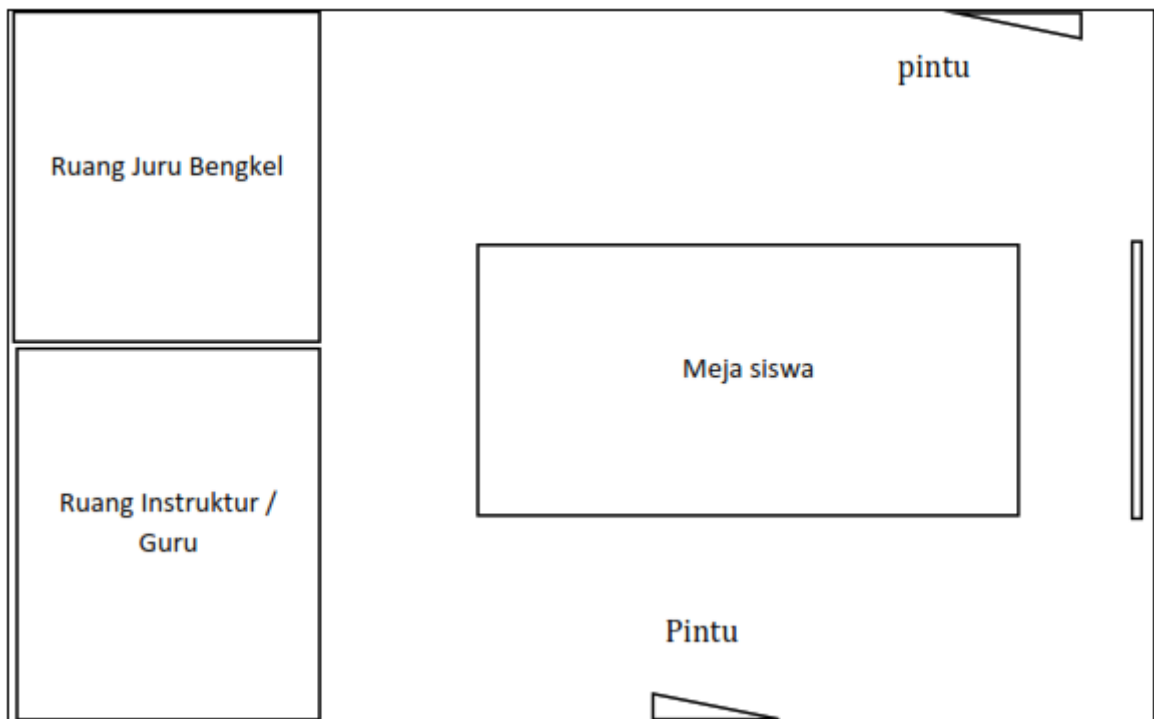 pintu
Ruang Juru Bengkel
Meja siswa
Ruang Instruktur /
Guru
Pintu